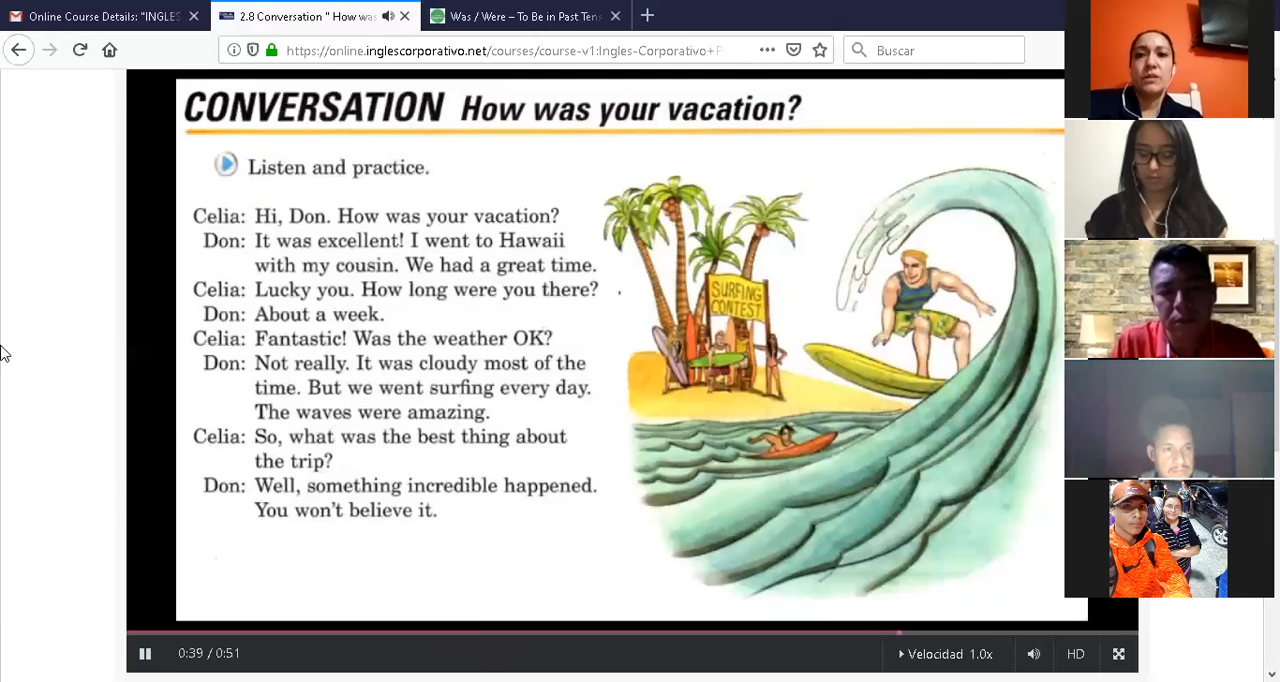 Online Course Details: "INGLES
2.8 Conversation " How was
Was / Were – To Be in Past Tens
https://online.inglescorporativo.net/courses/course-v1:Ingles-Corporativo+P
Buscar
CONVERSATION How was your vacation?
Listen and practice.
Celia: Hi, Don. How was your vacation?
Don: It was excellent! I went to Hawaii
with my cousin. We had a great time.
Celia: Lucky you. How long were you there?
Don: About a week.
Celia: Fantastic! Was the weather OK?
Don: Not really. It was cloudy most of the
time. But we went surfing every day.
The waves were amazing.
Celia: So, what was the best thing about
the trip?
Don: Well, something incredible happened.
You won't believe it.
SURFING
CONTEST
0:39 / 0:51
Velocidad 1.0x
HD